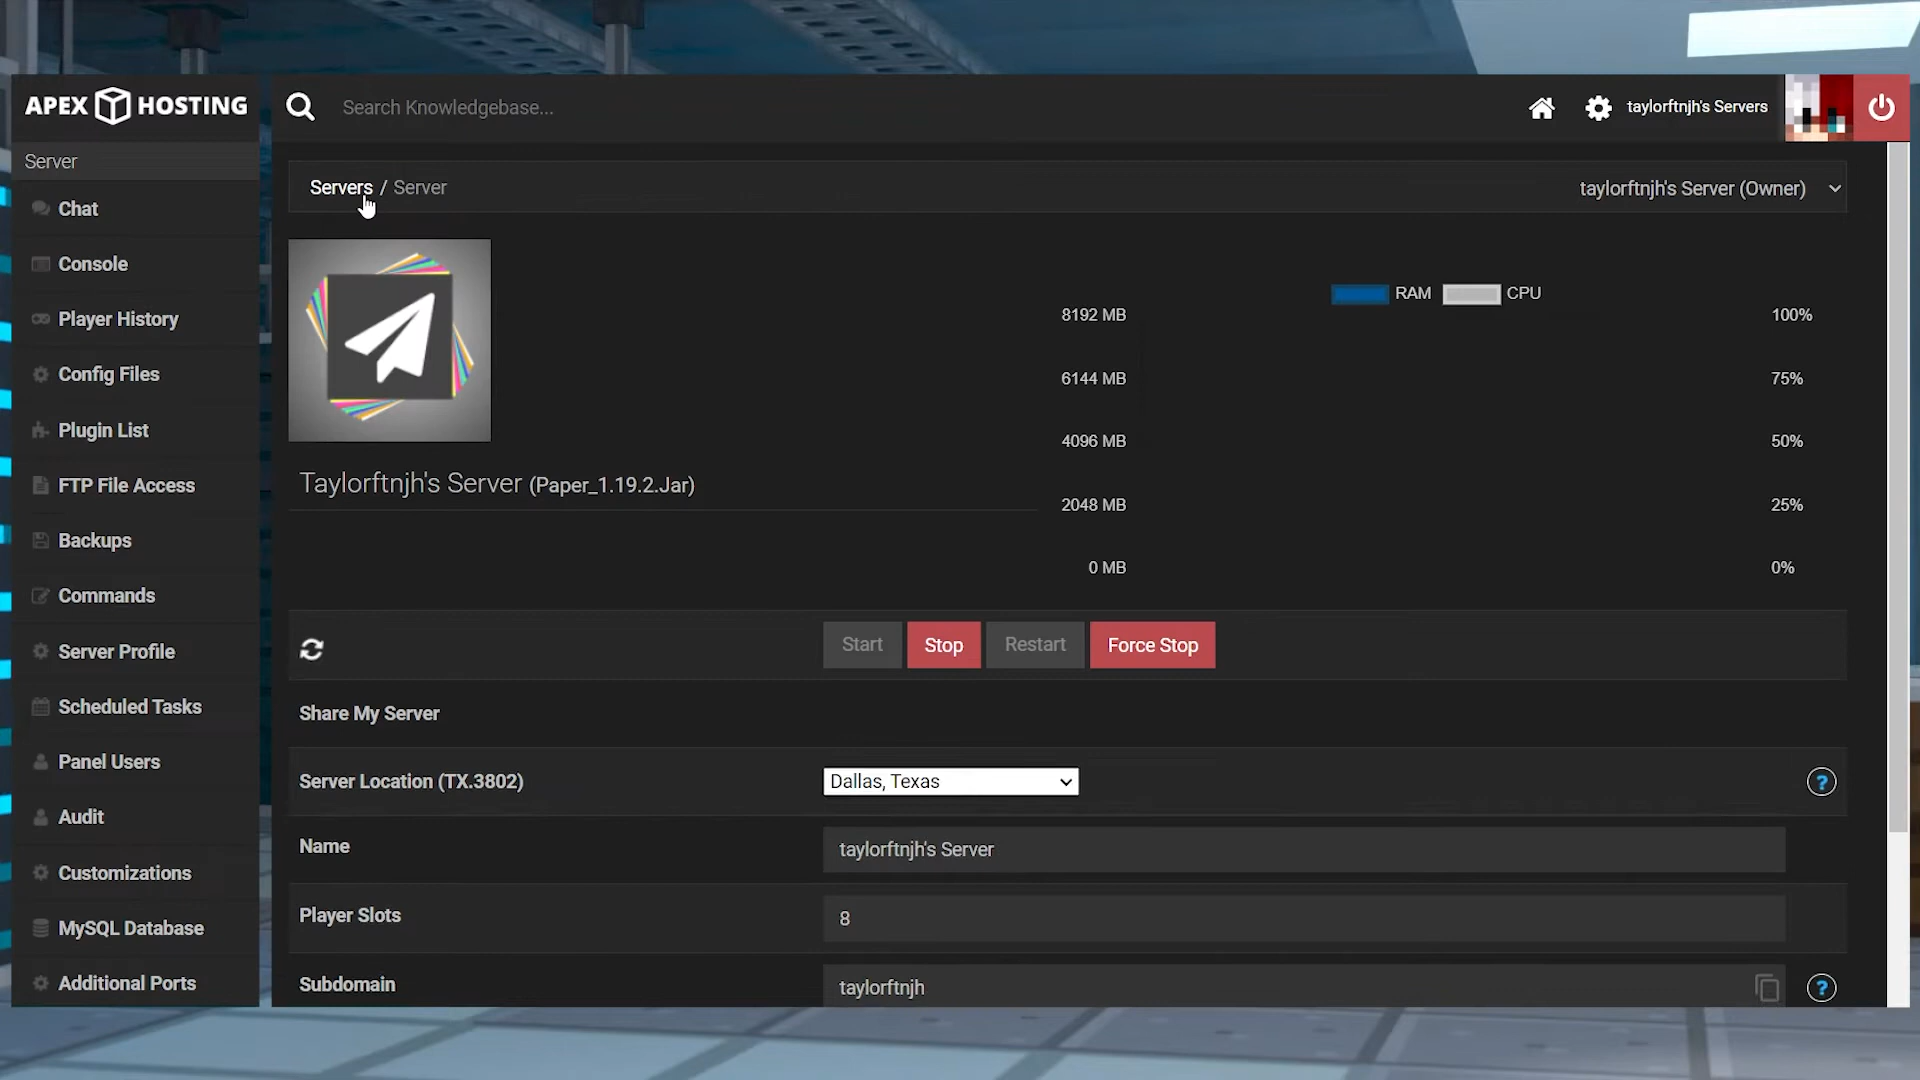 APEX HOSTING
Search Knowledgebase...
taylorftnjh's Servers
Server
Chat
Console
Player History
Config Files
Plugin List
FTP File Access
Backups
Commands
Server Profile
Scheduled Tasks
Panel Users
Audit
Customizations
MySQL Database
Additional Ports
Servers / Server
taylorftnjh's Server (Owner)
RAM CPU
8192 MB
6144 MB
4096 MB
2048 MB
0 MB
100%
75%
50%
25%
0%
Taylorftnjh's Server (Paper_1.19.2.Jar)
Start Stop Restart Force Stop
Share My Server
Server Location (TX.3802)
Dallas, Texas
?
Name
taylorftnjh's Server
Player Slots
8
Subdomain
taylorftnjh
?